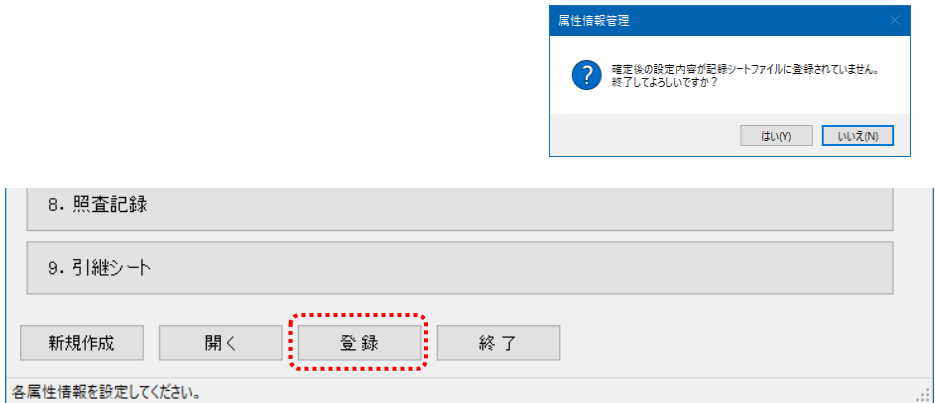 属性情報管理
確定後の設定内容が記録シートファイルに登録されていません。
終了してよろしいですか？
はい(Y)
いいえ(N)
8. 照査記録
9. 引継シート
新規作成
開く
登録
終了
各属性情報を設定してください。